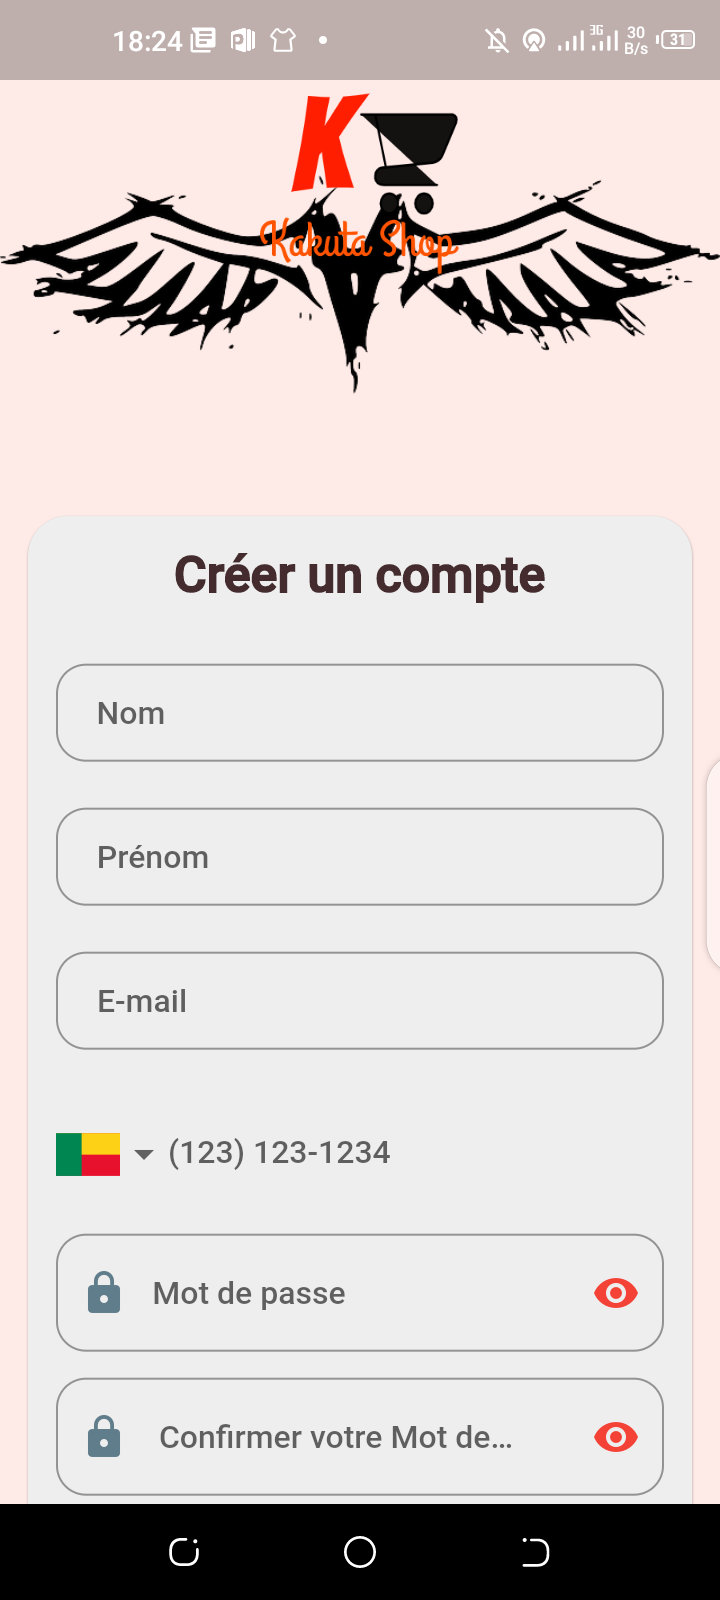 18:24
3G
30
B/s
31
K
Kakuta Shop
Créer un compte
Nom
Prénom
E-mail
(123) 123-1234
Mot de passe
Confirmer votre Mot de...